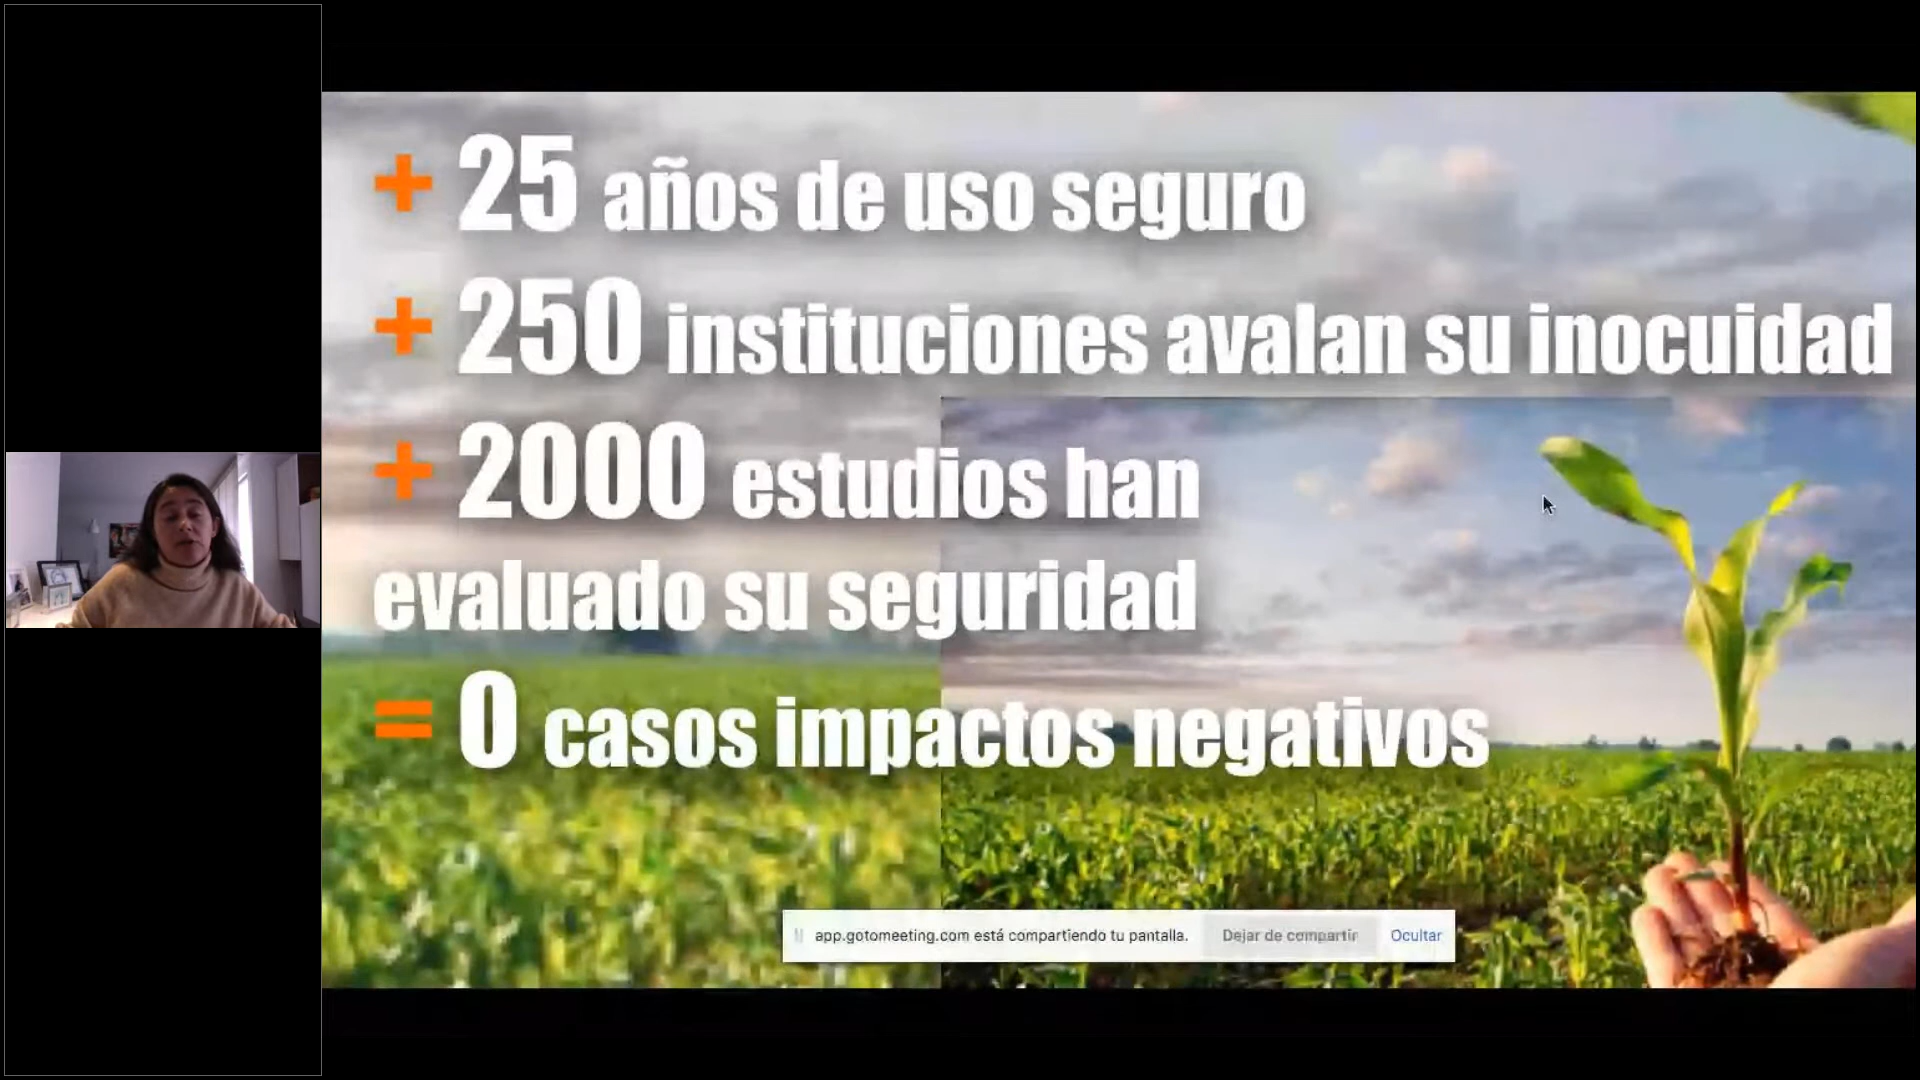 + 25 años de uso seguro
+ 250 instituciones avalan su inocuidad
+ 2000 estudios han
evaluado su seguridad
= 0 casos impactos negativos
app.gotomeeting.com está compartiendo tu pantalla. Dejar de compartir Ocultar